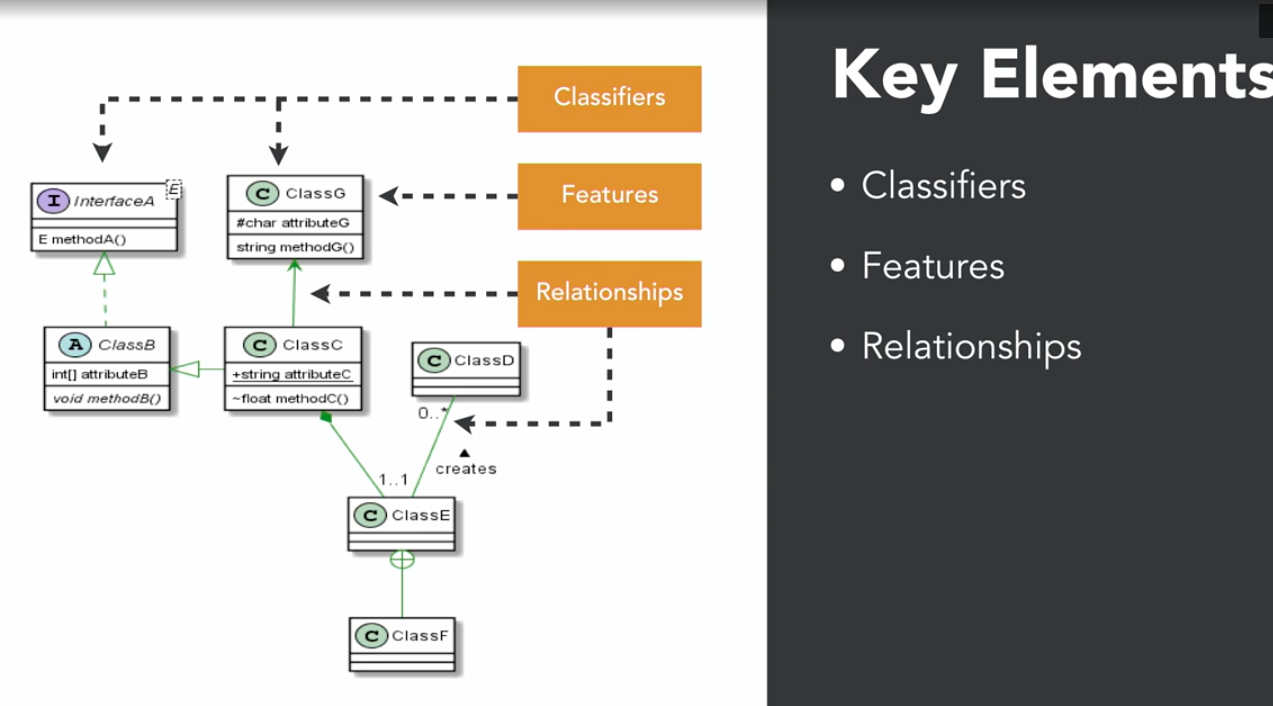 Key Elements
• Classifiers
• Features
• Relationships
Classifiers
Features
Relationships
I InterfaceA E
E methodA()
C ClassG
#char attributeG
string methodG()
A ClassB
int[] attributeB
void methodB()
C ClassC
+string attributeC
~float methodC()
C ClassD
0..*
creates
1..1
C ClassE
C ClassF